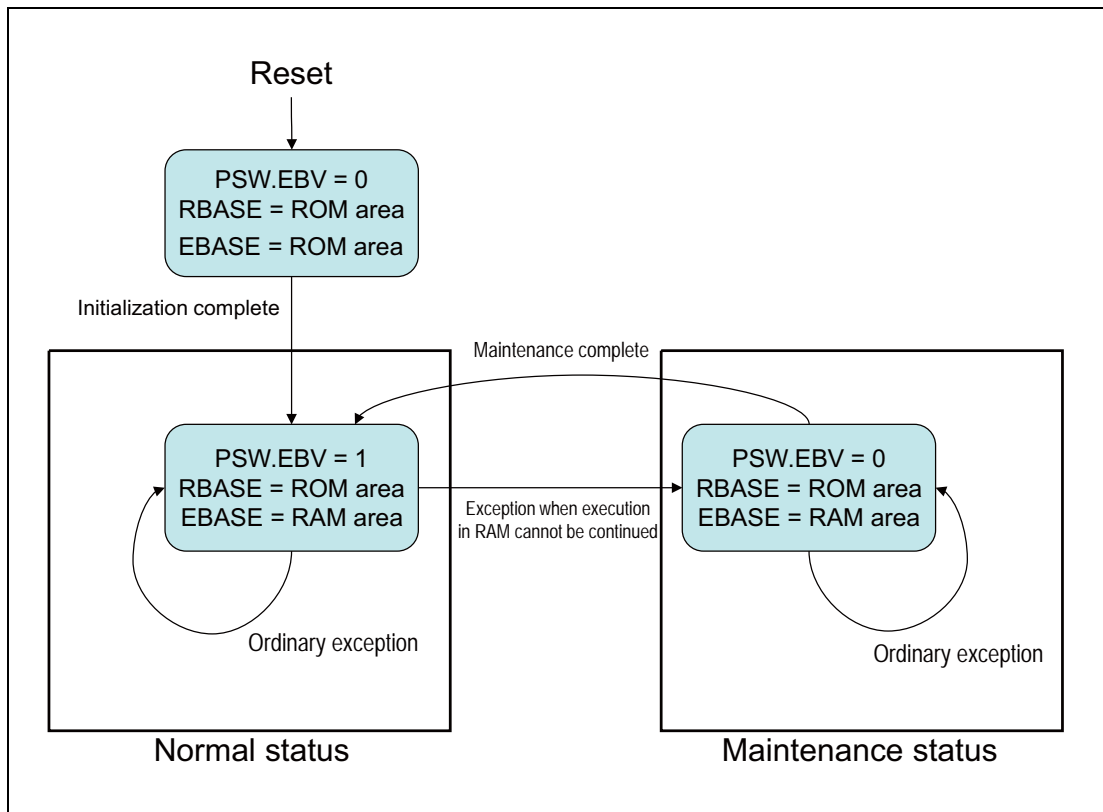 Reset
PSW.EBV = 0
RBASE = ROM area
EBASE = ROM area
Initialization complete
Maintenance complete
PSW.EBV = 1
RBASE = ROM area
EBASE = RAM area
Exception when execution
in RAM cannot be continued
PSW.EBV = 0
RBASE = ROM area
EBASE = RAM area
Ordinary exception
Ordinary exception
Normal status
Maintenance status